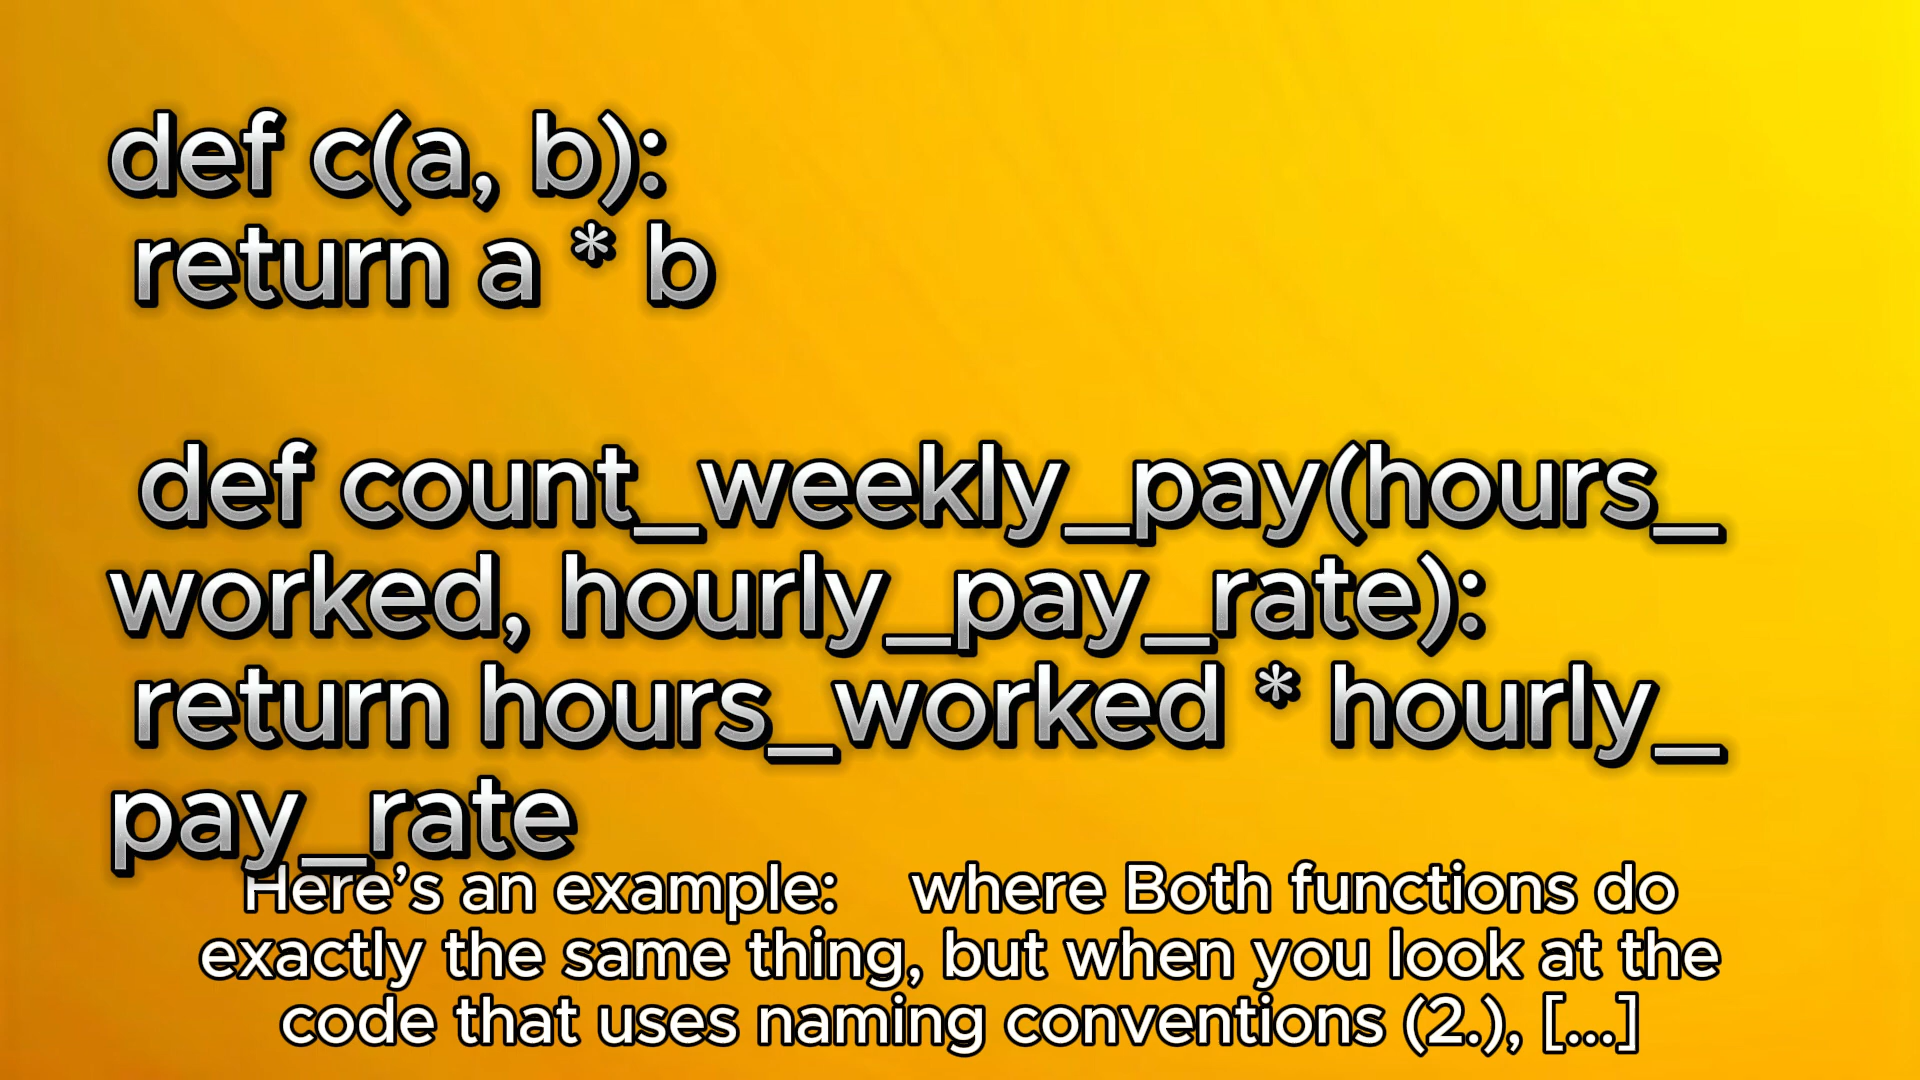 def c(a, b):
return a * b
def count_weekly_pay(hours_
worked, hourly_pay_rate):
return hours_worked * hourly_
pay_rate
Here’s an example: where Both functions do
exactly the same thing, but when you look at the
code that uses naming conventions (2.), [...]